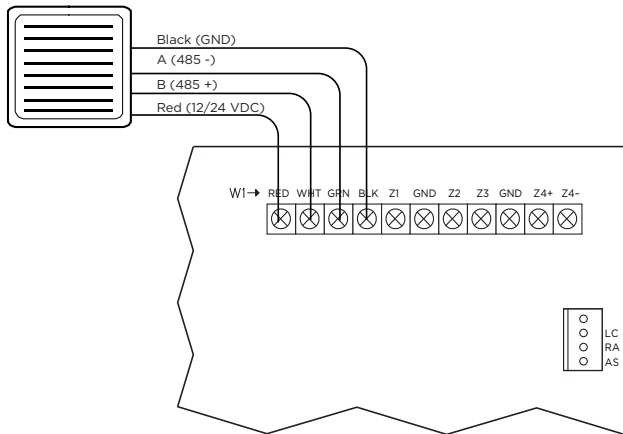 Black (GND)
A (485 -)
B (485 +)
Red (12/24 VDC)
W1→ RED WHT GRN BLK Z1 GND Z2 Z3 GND Z4+ Z4-
LC
RA
AS